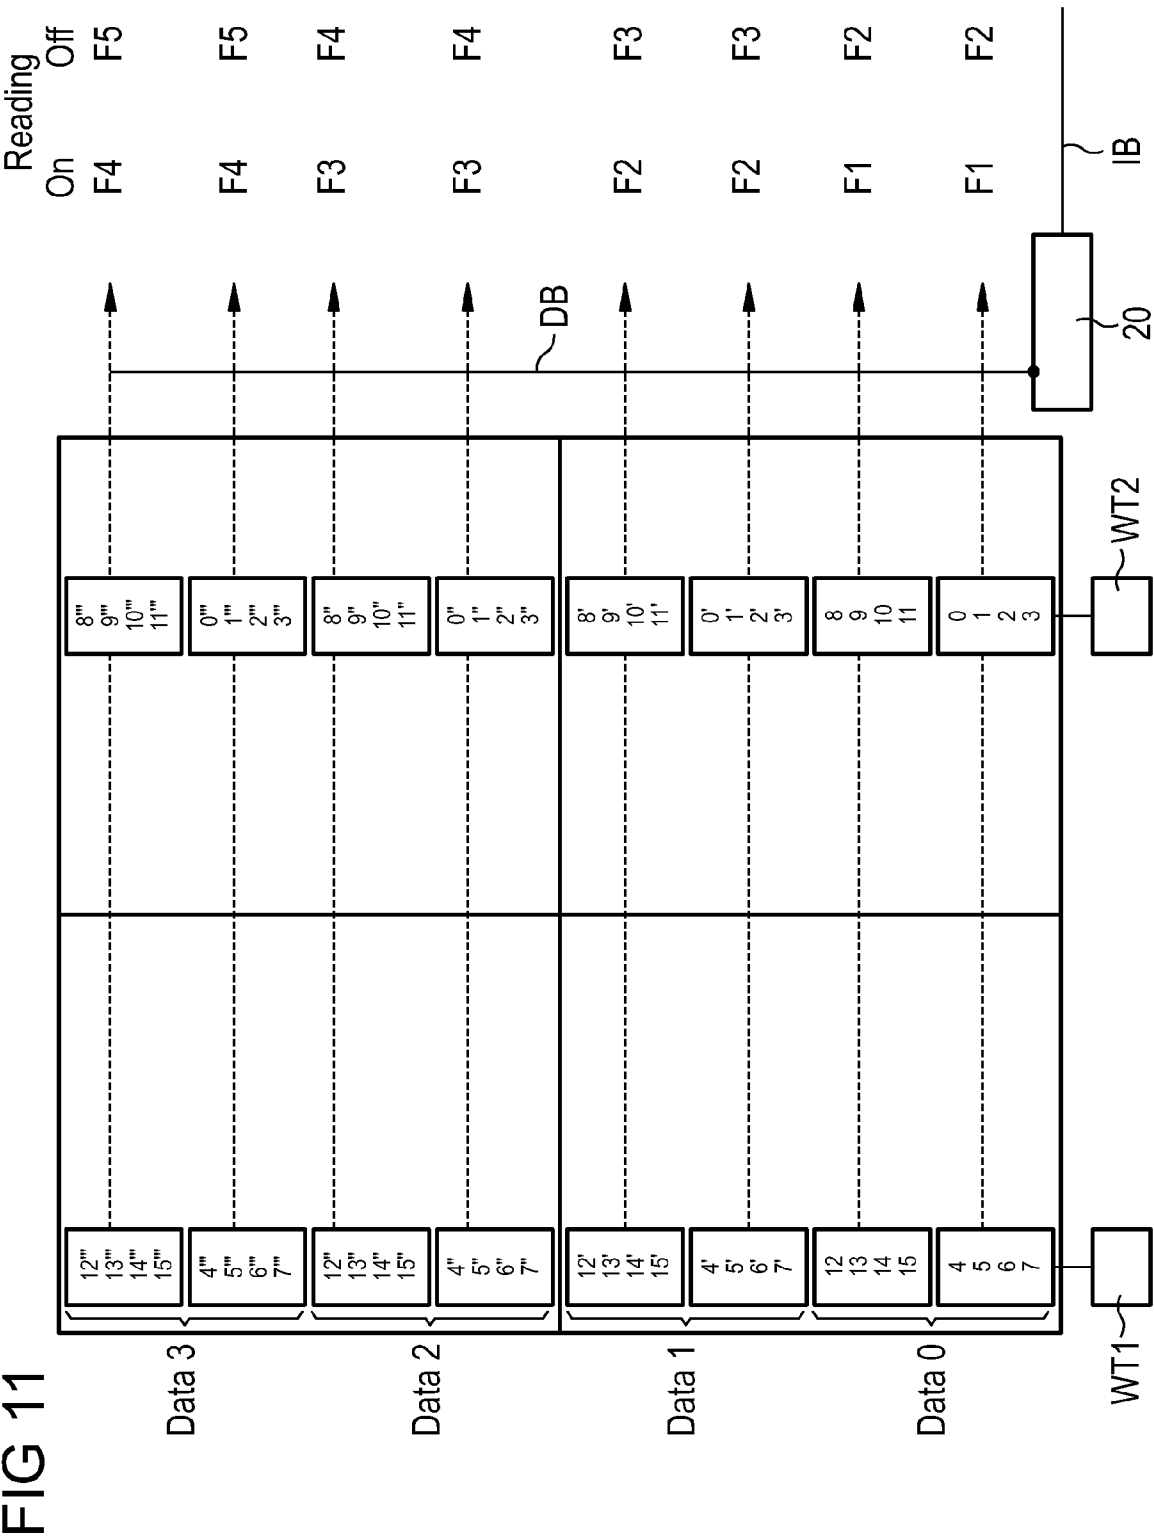 FIG 11
Reading
On Off
Data 3
12''' 13''' 14''' 15'''
8''' 9''' 10''' 11'''
F4 F5
4''' 5''' 6''' 7'''
0''' 1''' 2''' 3'''
F4 F5
Data 2
12'' 13'' 14'' 15''
8'' 9'' 10'' 11''
F3 F4
4'' 5'' 6'' 7''
0'' 1'' 2'' 3''
F3 F4
DB
Data 1
12' 13' 14' 15'
8' 9' 10' 11'
F2 F3
4' 5' 6' 7'
0' 1' 2' 3'
F2 F3
Data 0
12 13 14 15
8 9 10 11
F1 F2
4 5 6 7
0 1 2 3
F1 F2
WT1
WT2
20
IB